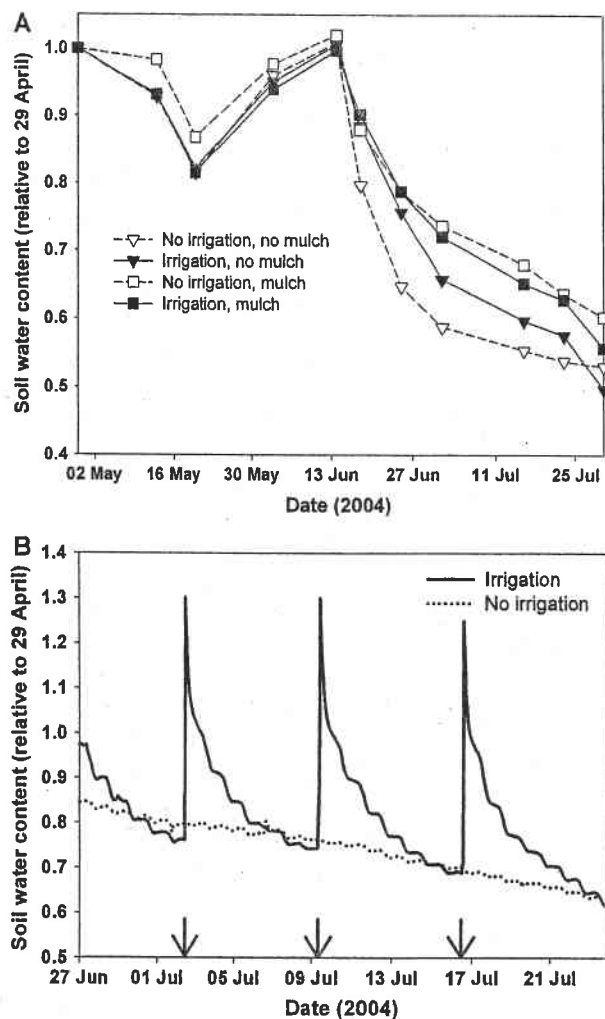 A
Soil water content (relative to 29 April)
1.0
0.9
0.8
0.7
0.6
0.5
0.4
No irrigation, no mulch
Irrigation, no mulch
No irrigation, mulch
Irrigation, mulch
02 May 16 May 30 May 13 Jun 27 Jun 11 Jul 25 Jul
Date (2004)
B
Soil water content (relative to 29 April)
1.4
1.3
1.2
1.1
1.0
0.9
0.8
0.7
0.6
0.5
Irrigation
No irrigation
27 Jun 01 Jul 05 Jul 09 Jul 13 Jul 17 Jul 21 Jul
Date (2004)